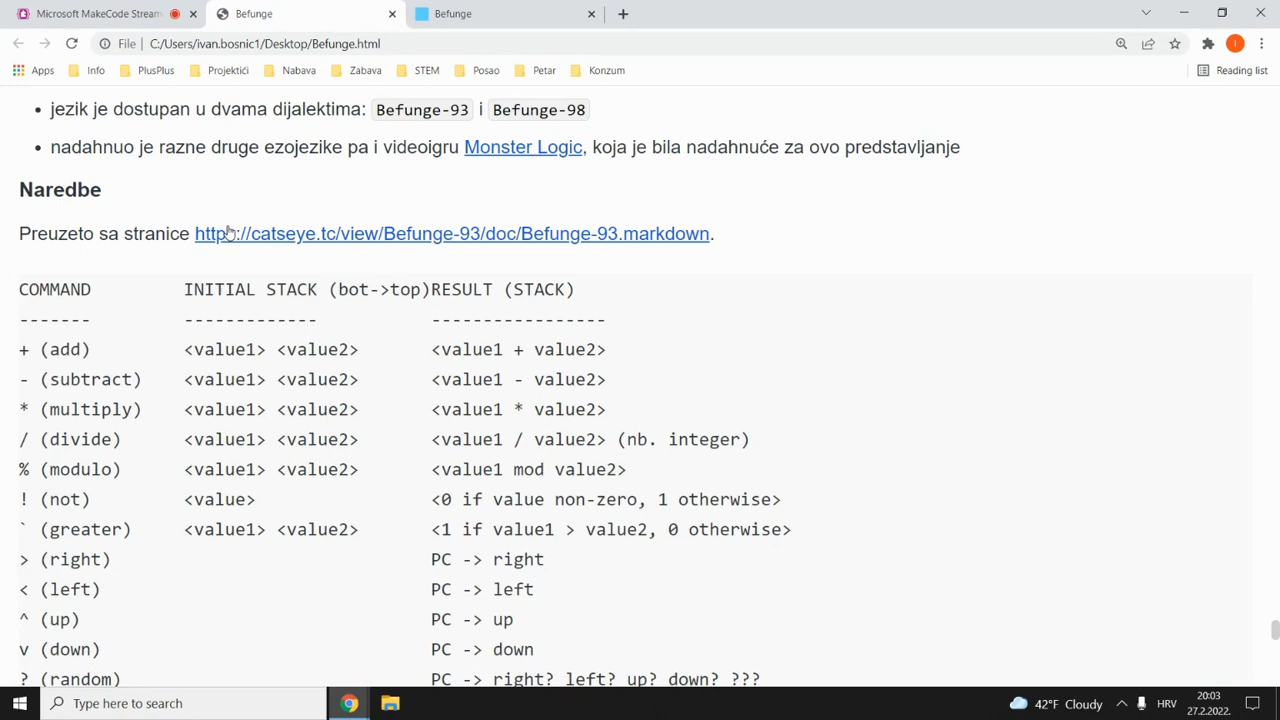 Microsoft MakeCode Stream
Befunge
Befunge
File | C:/Users/ivan.bosnic1/Desktop/Befunge.html
Apps Info PlusPlus Projektići Nabava Zabava STEM Posao Petar Konzum Reading list
• jezik je dostupan u dvama dijalektima: Befunge-93 i Befunge-98
• nadahnuo je razne druge ezojezike pa i videoigru Monster Logic, koja je bila nadahnuće za ovo predstavljanje
Naredbe
Preuzeto sa stranice https://catseye.tc/view/Befunge-93/doc/Befunge-93.markdown.
COMMAND INITIAL STACK (bot->top)RESULT (STACK)
------- ------------- -----------------
+ (add) <value1> <value2> <value1 + value2>
- (subtract) <value1> <value2> <value1 - value2>
* (multiply) <value1> <value2> <value1 * value2>
/ (divide) <value1> <value2> <value1 / value2> (nb. integer)
% (modulo) <value1> <value2> <value1 mod value2>
! (not) <value> <0 if value non-zero, 1 otherwise>
` (greater) <value1> <value2> <1 if value1 > value2, 0 otherwise>
> (right) PC -> right
< (left) PC -> left
^ (up) PC -> up
v (down) PC -> down
? (random) PC -> right? left? up? down? ???
Type here to search
42°F Cloudy
HRV
20:03
27.2.2022.